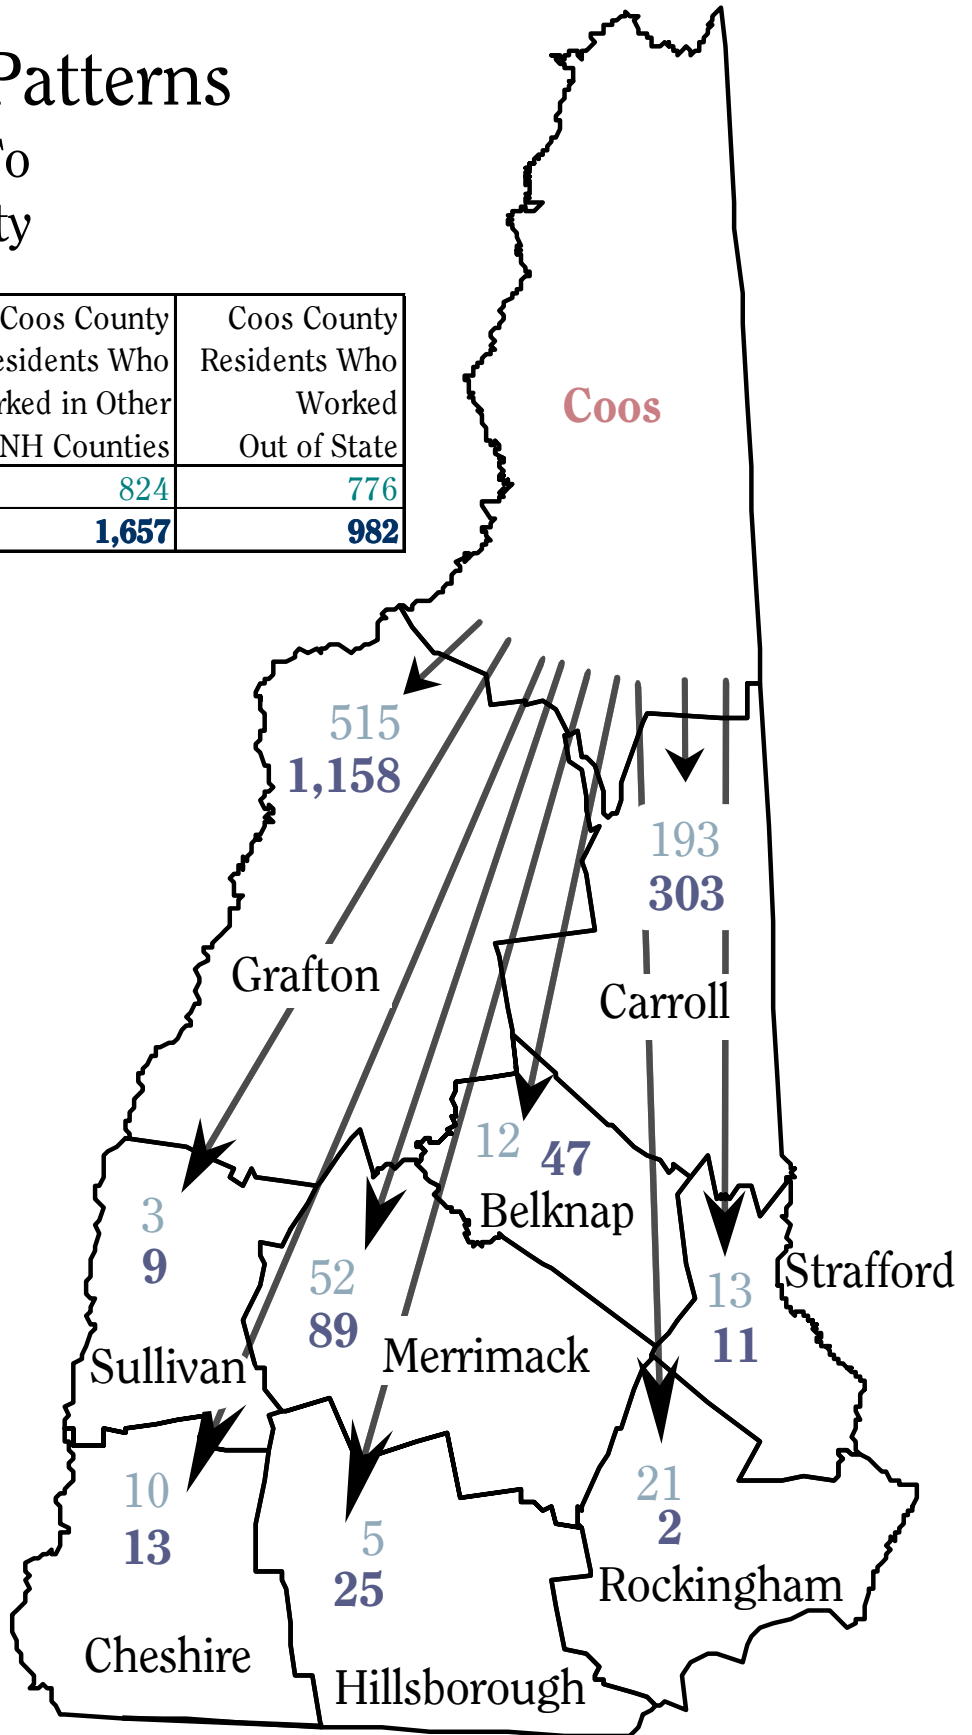 Patterns
To
ty
Coos County
esidents Who
rked in Other
NH Counties
Coos County
Residents Who
Worked
Out of State
824
776
1,657
982
Coos
515
1,158
193
303
Grafton
Carroll
12
47
Belknap
3
9
52
89
13
11
Strafford
Sullivan
Merrimack
10
13
5
25
21
2
Rockingham
Cheshire
Hillsborough